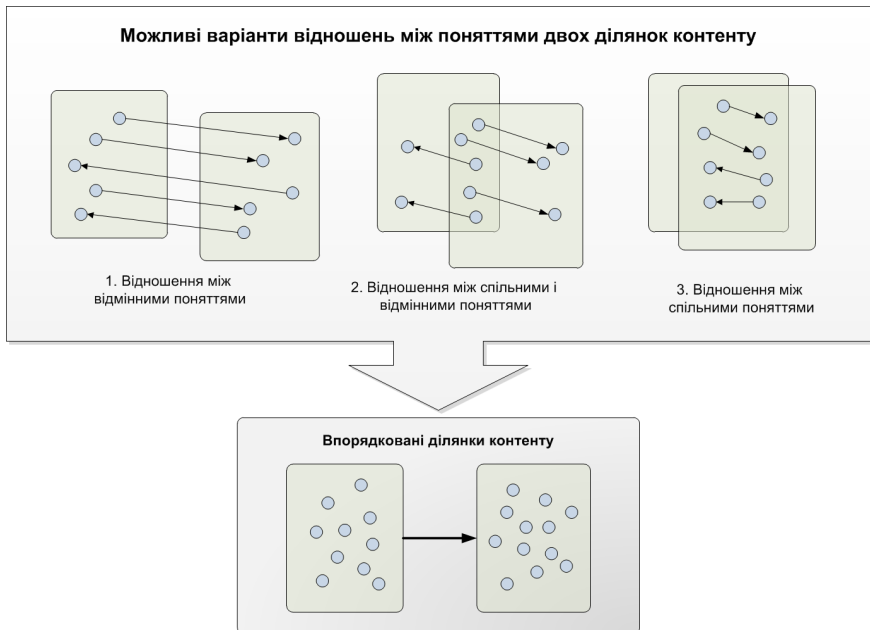 Можливі варіанти відношень між поняттями двох ділянок контенту
1. Відношення між
відмінними поняттями
2. Відношення між спільними і
відмінними поняттями
3. Відношення між
спільними поняттями
Впорядковані ділянки контенту